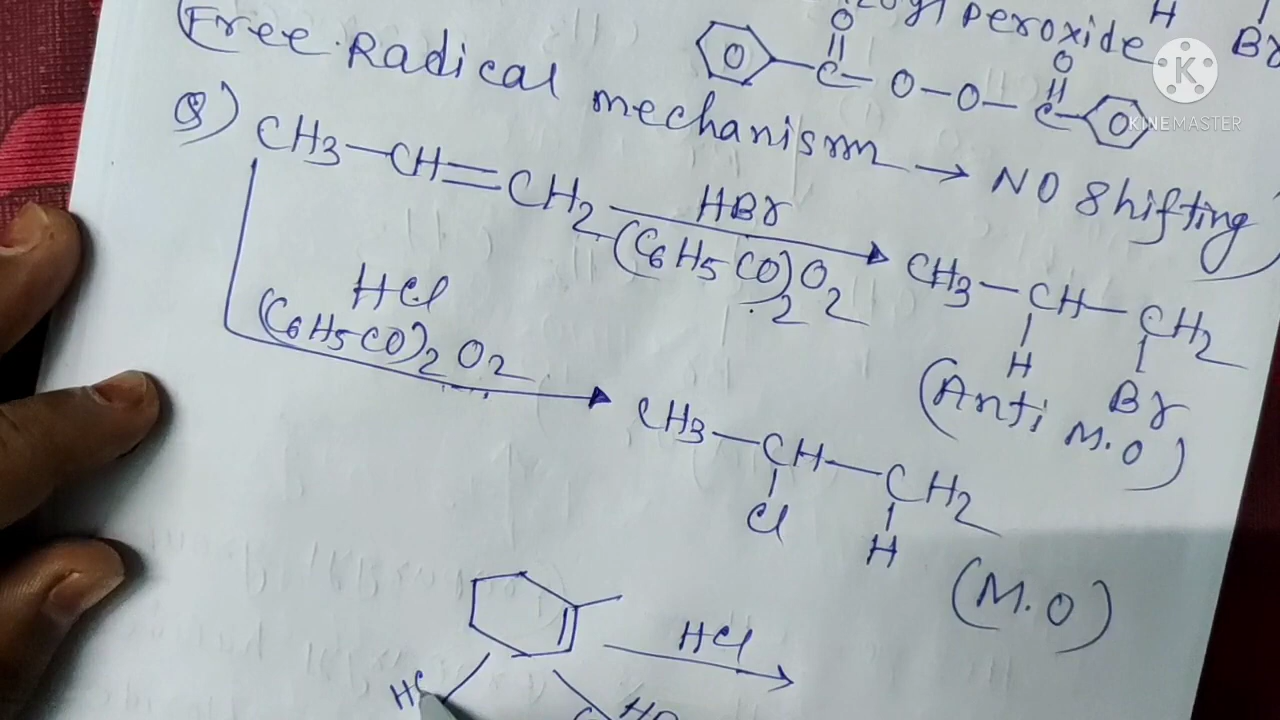 Peroxide H Br
(Free Radical mechanism → NO Shifting)
O O
C—O—O—C
KINEMASTER
Q) CH3—CH=CH2 HBr (C6H5CO)2O2 → CH3—CH—CH2
H Br
(Anti M.O)
HCl
(C6H5CO)2O2 → CH3—CH—CH2
Cl H
(M.O)
HCl